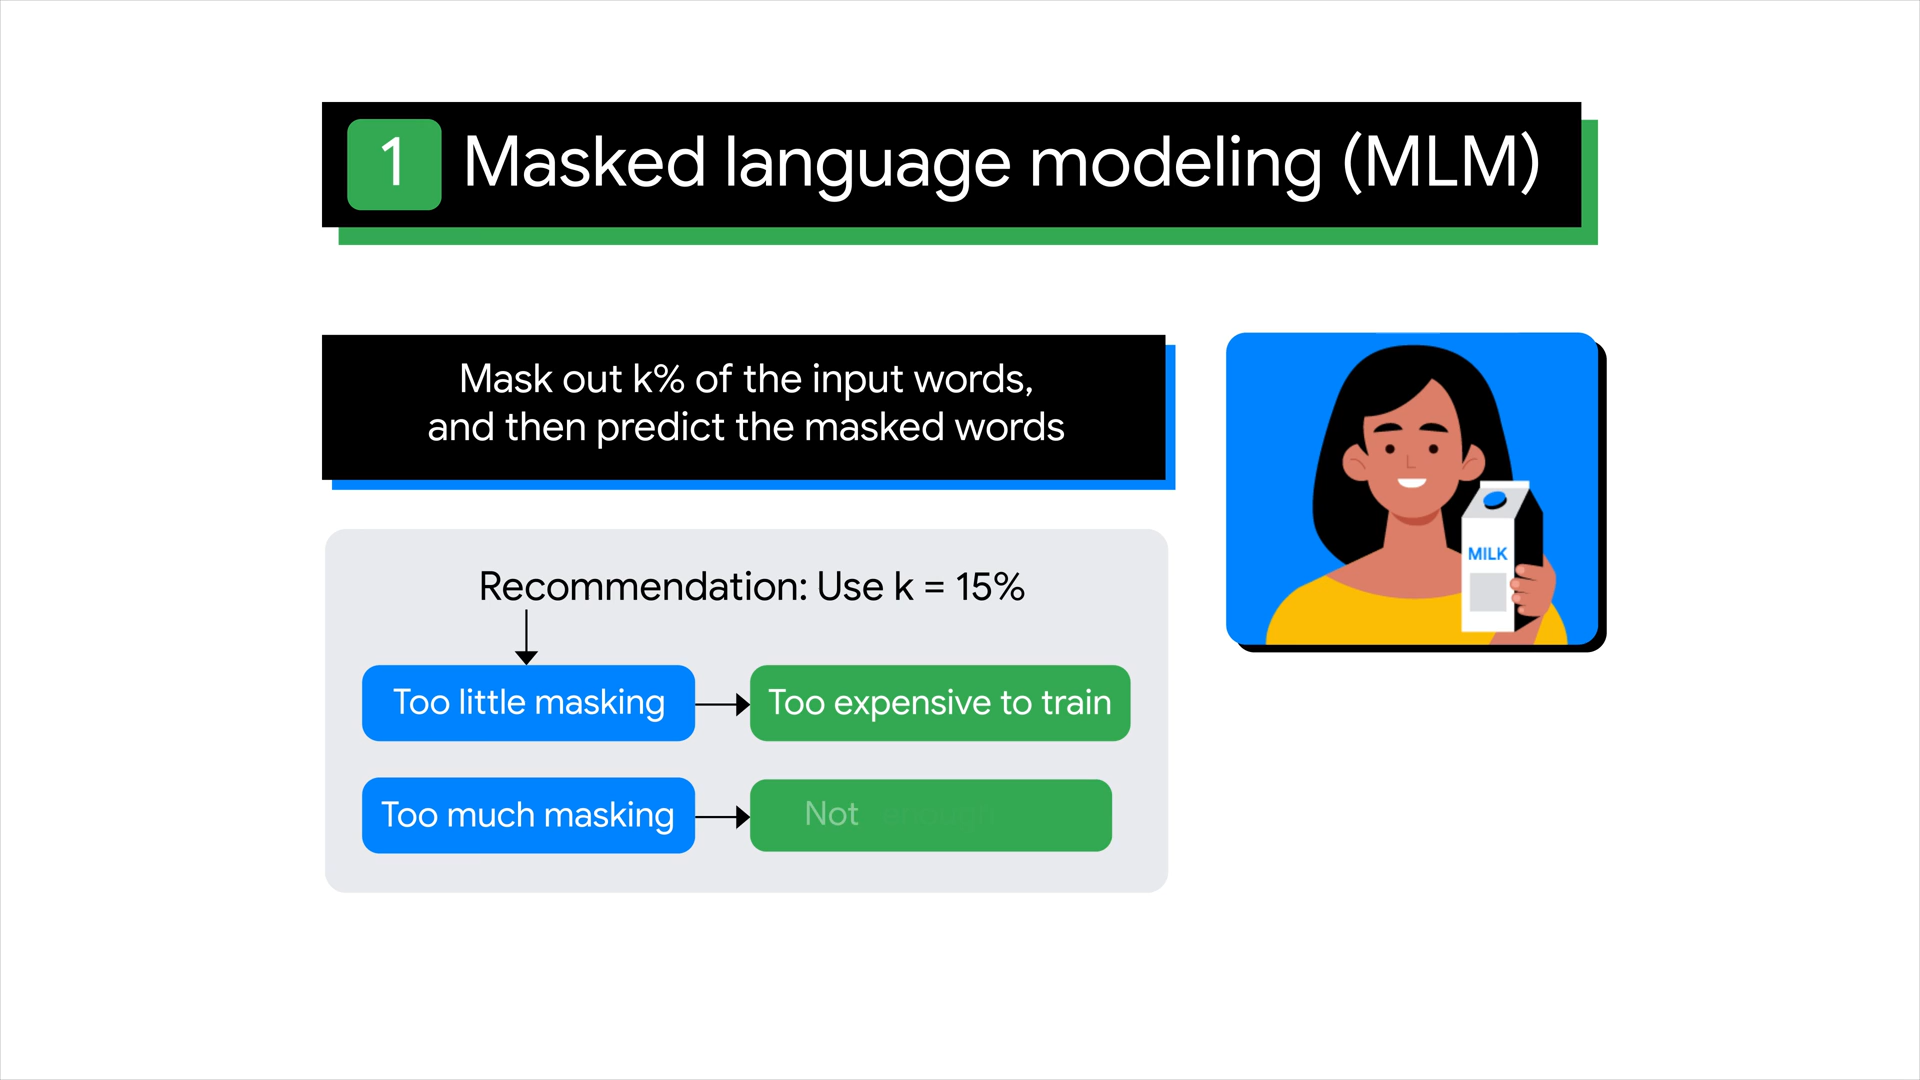 1 Masked language modeling (MLM)
Mask out k% of the input words,
and then predict the masked words
MILK
Recommendation: Use k = 15%
Too little masking
Too expensive to train
Too much masking
Not enough